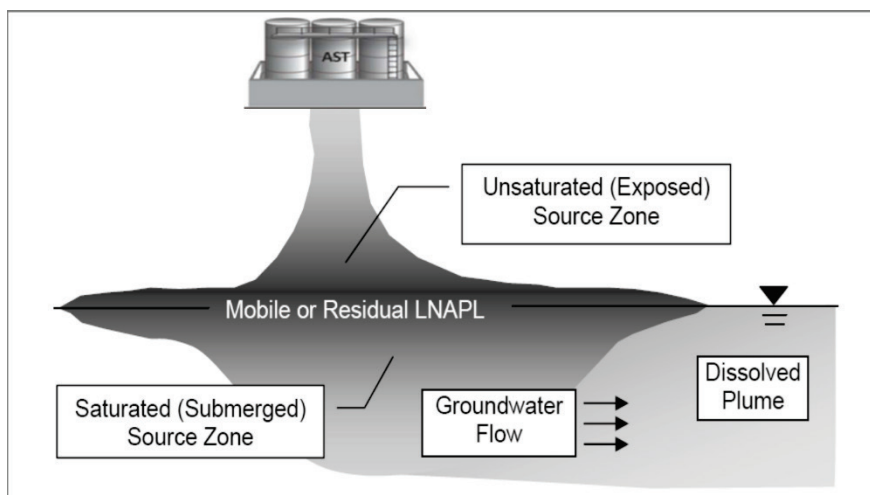 AST
Unsaturated (Exposed)
Source Zone
Mobile or Residual LNAPL
Saturated (Submerged)
Source Zone
Groundwater
Flow
Dissolved
Plume